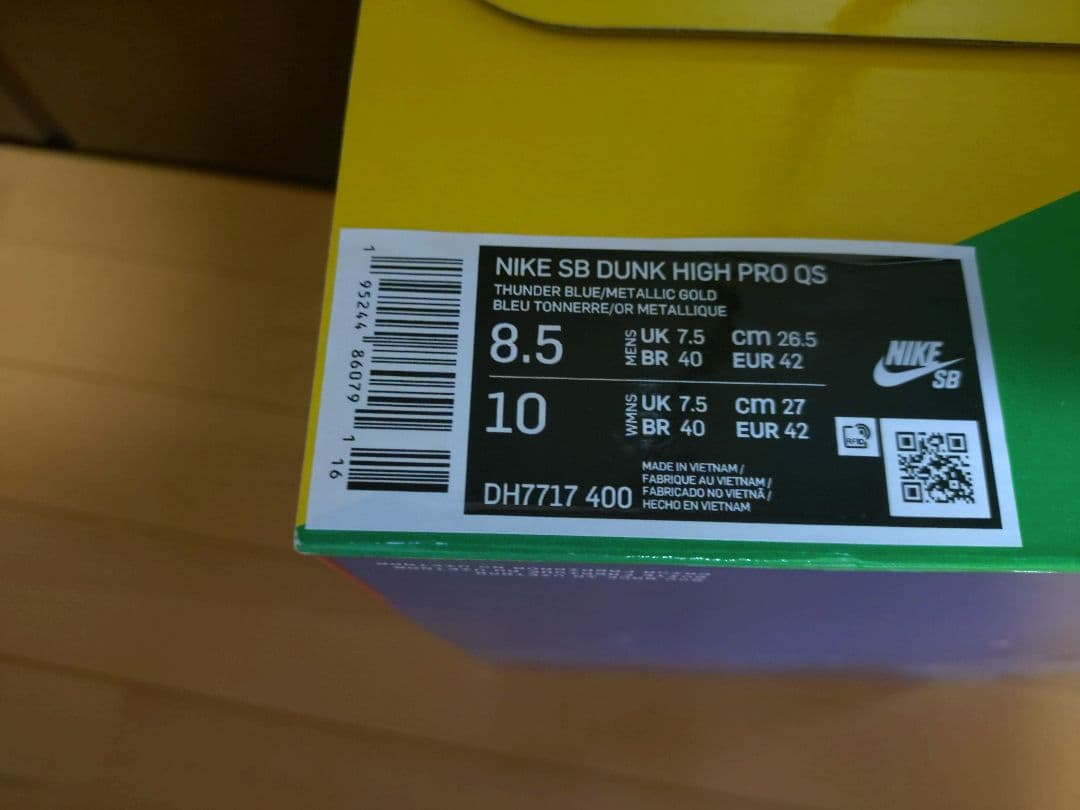 NIKE SB DUNK HIGH PRO QS
THUNDER BLUE/METALLIC GOLD
BLEU TONNERRE/OR METALLIQUE
8.5 MENS UK 7.5 cm 26.5
BR 40 EUR 42
10 WMNS UK 7.5 cm 27
BR 40 EUR 42
DH7717 400
MADE IN VIETNAM /
FABRIQUE AU VIETNAM /
FABRICADO NO VIETNÃ /
HECHO EN VIETNAM
NIKE
SB
RFID
1 95244 86079 1 16